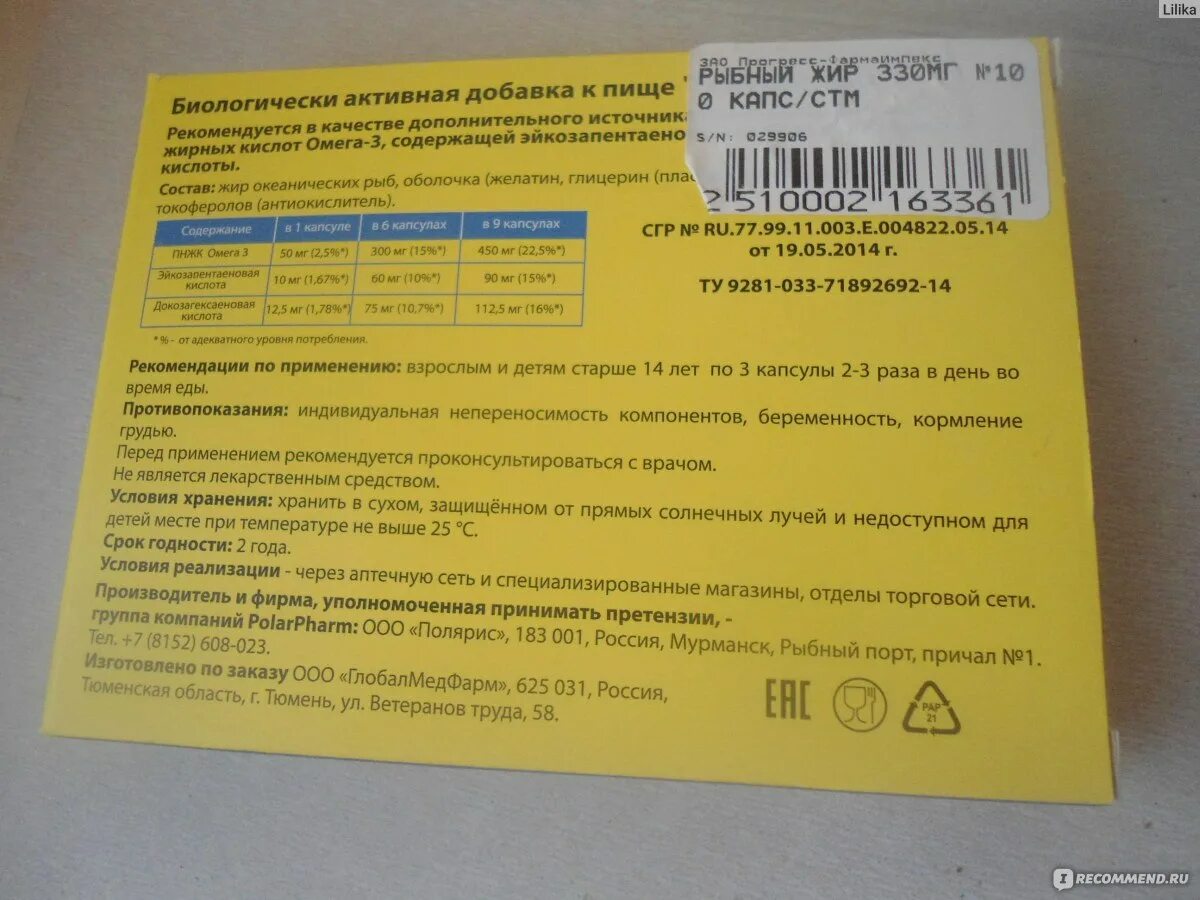 Lilika
ЗАО Прогресс-ФармаИмпекс
РЫБНЫЙ ЖИР 330МГ №10
0 КАПС/СТМ
S/N: 029906
2510002163361
Биологически активная добавка к пище
Рекомендуется в качестве дополнительного источника
жирных кислот Омега-3, содержащей эйкозапентаено
кислоты.
Состав: жир океанических рыб, оболочка (желатин, глицерин (плас
токоферолов (антиокислитель).
Содержание в 1 капсуле в 6 капсулах в 9 капсулах
ПНЖК Омега 3 50 мг (2,5%*) 300 мг (15%*) 450 мг (22,5%*)
Эйкозапентаеновая
кислота 10 мг (1,67%*) 60 мг (10%*) 90 мг (15%*)
Докозагексаеновая
кислота 12,5 мг (1,78%*) 75 мг (10,7%*) 112,5 мг (16%*)
*% - от адекватного уровня потребления.
СГР № RU.77.99.11.003.Е.004822.05.14
от 19.05.2014 г.
ТУ 9281-033-71892692-14
Рекомендации по применению: взрослым и детям старше 14 лет по 3 капсулы 2-3 раза в день во
время еды.
Противопоказания: индивидуальная непереносимость компонентов, беременность, кормление
грудью.
Перед применением рекомендуется проконсультироваться с врачом.
Не является лекарственным средством.
Условия хранения: хранить в сухом, защищённом от прямых солнечных лучей и недоступном для
детей месте при температуре не выше 25 °С.
Срок годности: 2 года.
Условия реализации - через аптечную сеть и специализированные магазины, отделы торговой сети.
Производитель и фирма, уполномоченная принимать претензии, -
группа компаний PolarPharm: ООО «Полярис», 183 001, Россия, Мурманск, Рыбный порт, причал №1.
Тел. +7 (8152) 608-023.
Изготовлено по заказу ООО «ГлобалМедФарм», 625 031, Россия,
Тюменская область, г. Тюмень, ул. Ветеранов труда, 58.
ЕАС
PAP
21
IRECOMMEND.RU